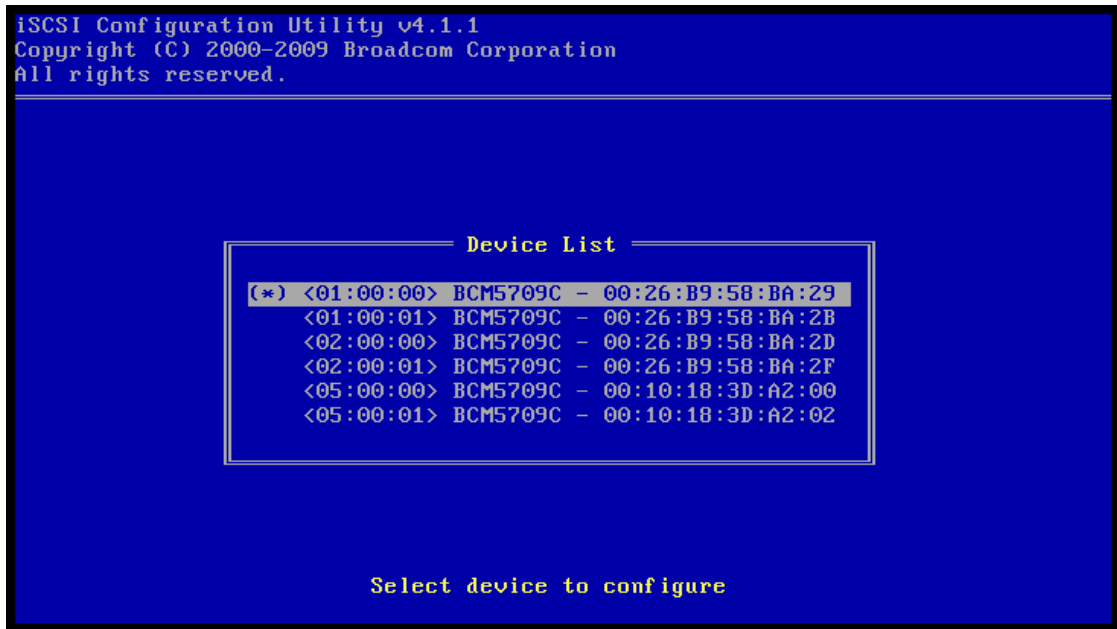 iSCSI Configuration Utility v4.1.1
Copyright (C) 2000-2009 Broadcom Corporation
All rights reserved.
Device List
(*) <01:00:00> BCM5709C - 00:26:B9:58:BA:29
<01:00:01> BCM5709C - 00:26:B9:58:BA:2B
<02:00:00> BCM5709C - 00:26:B9:58:BA:2D
<02:00:01> BCM5709C - 00:26:B9:58:BA:2F
<05:00:00> BCM5709C - 00:10:18:3D:A2:00
<05:00:01> BCM5709C - 00:10:18:3D:A2:02
Select device to configure